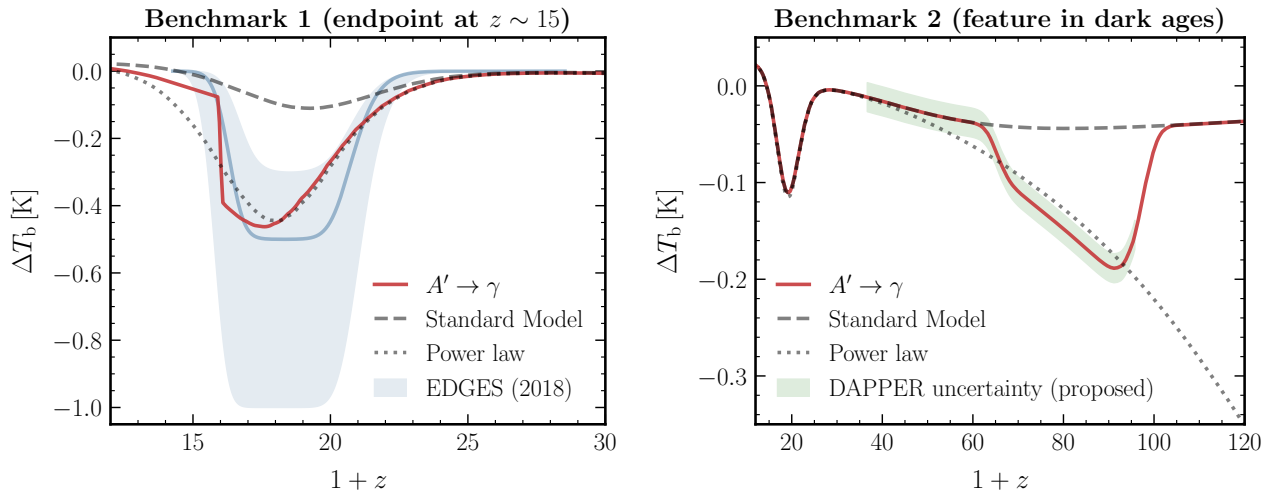 Benchmark 1 (endpoint at z ∼ 15)
0.0
−0.2
−0.4
−0.6
−0.8
−1.0
ΔT_b [K]
A′ → γ
Standard Model
Power law
EDGES (2018)
15 20 25 30
1 + z
Benchmark 2 (feature in dark ages)
0.0
−0.1
−0.2
−0.3
ΔT_b [K]
A′ → γ
Standard Model
Power law
DAPPER uncertainty (proposed)
20 40 60 80 100 120
1 + z